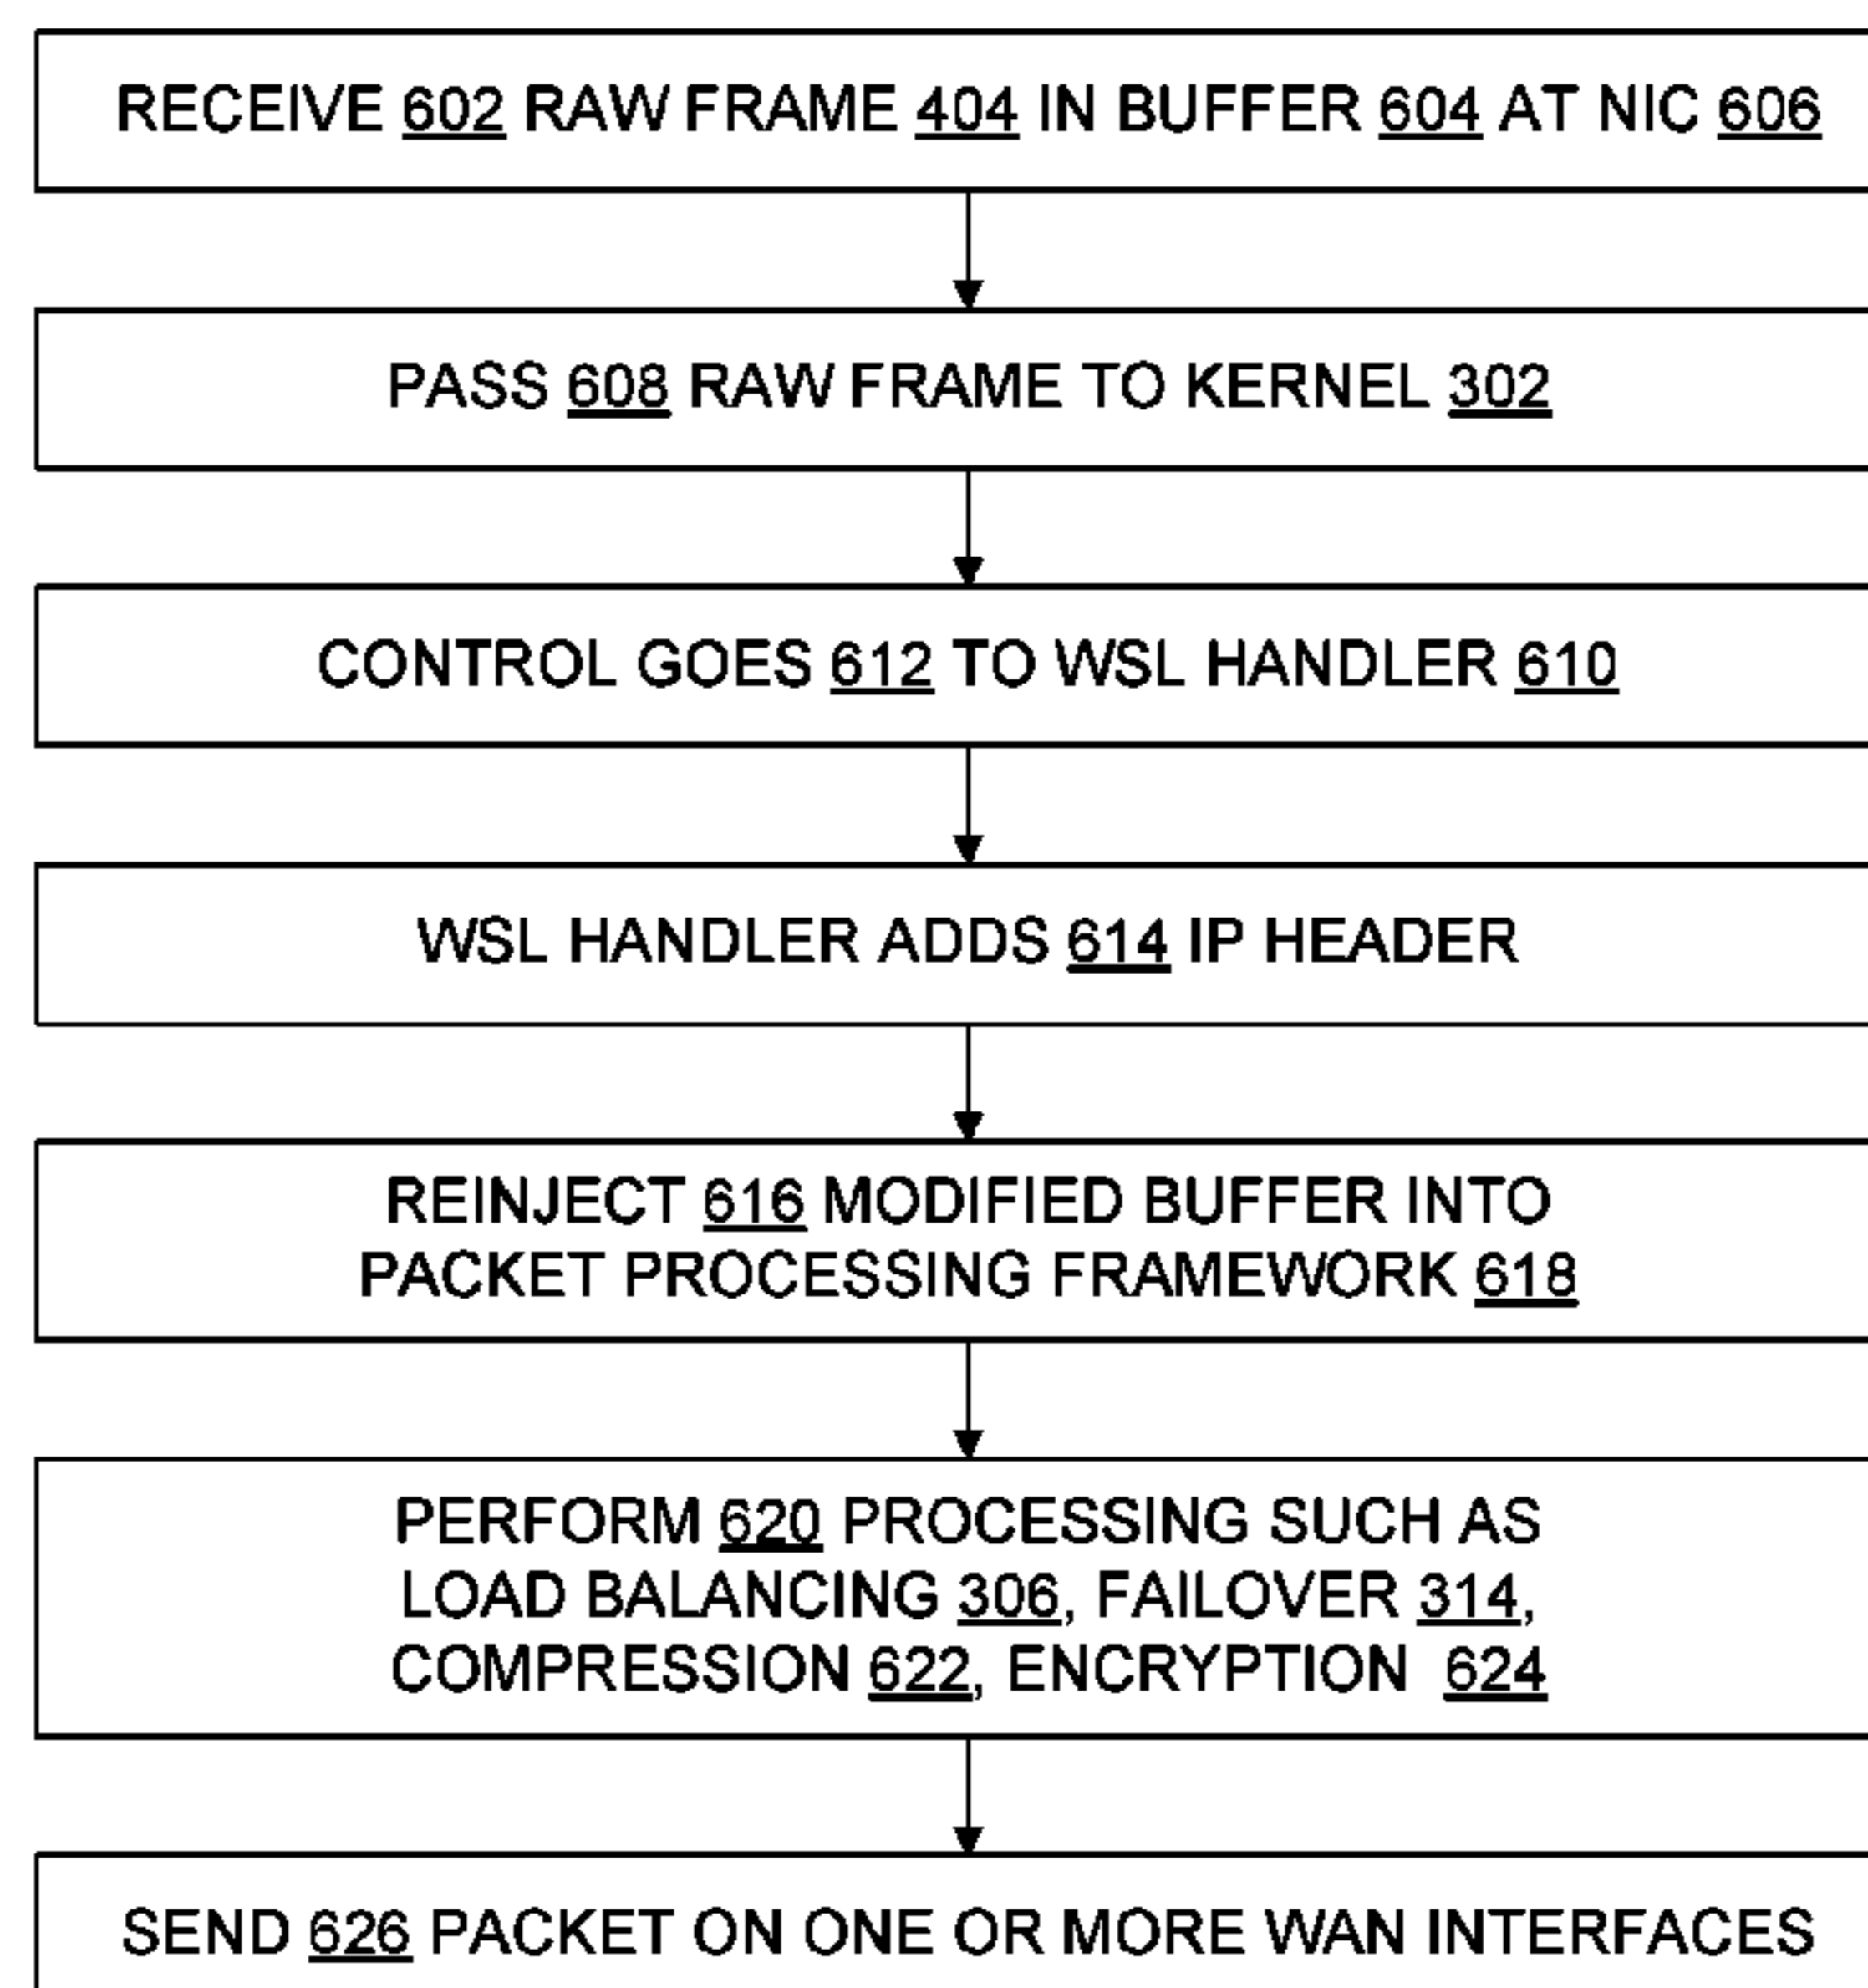 RECEIVE 602 RAW FRAME 404 IN BUFFER 604 AT NIC 606
PASS 608 RAW FRAME TO KERNEL 302
CONTROL GOES 612 TO WSL HANDLER 610
WSL HANDLER ADDS 614 IP HEADER
REINJECT 616 MODIFIED BUFFER INTO
PACKET PROCESSING FRAMEWORK 618
PERFORM 620 PROCESSING SUCH AS
LOAD BALANCING 306, FAILOVER 314,
COMPRESSION 622, ENCRYPTION 624
SEND 626 PACKET ON ONE OR MORE WAN INTERFACES